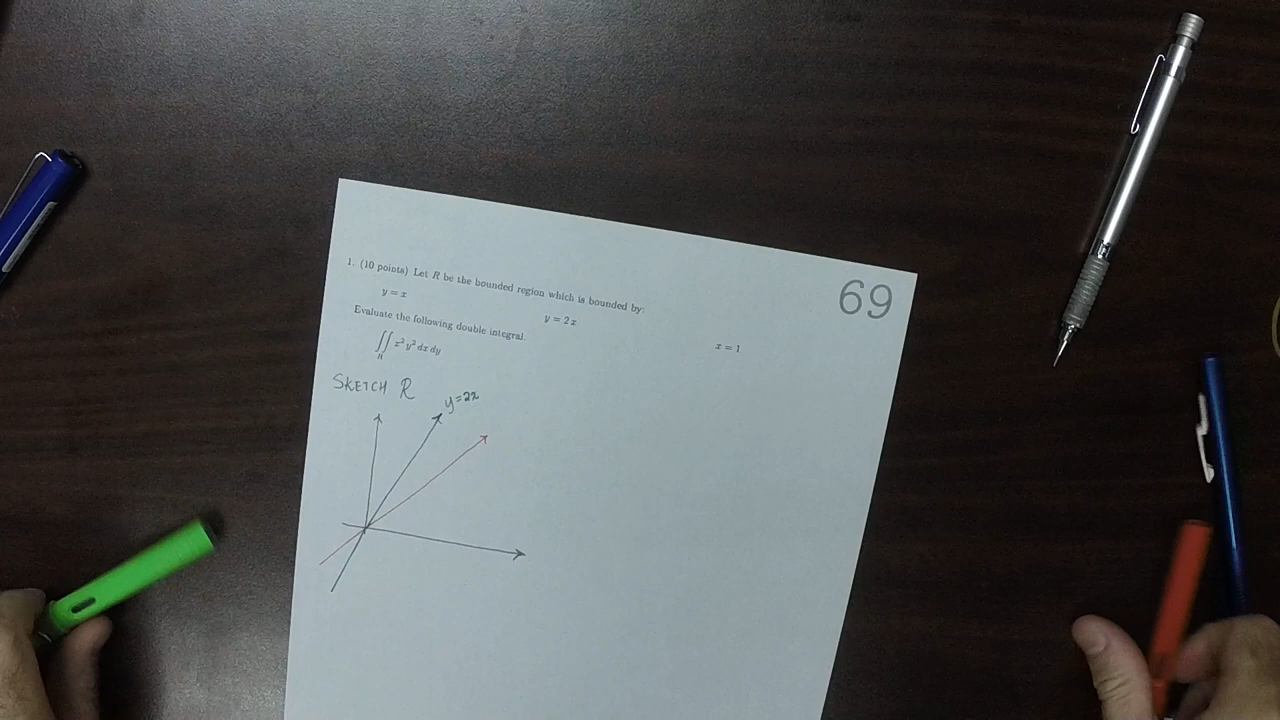 69
1. (10 points) Let R be the bounded region which is bounded by:
y = x y = 2x x = 1
Evaluate the following double integral.
∬_R x²y² dx dy
SKETCH R
y=2x